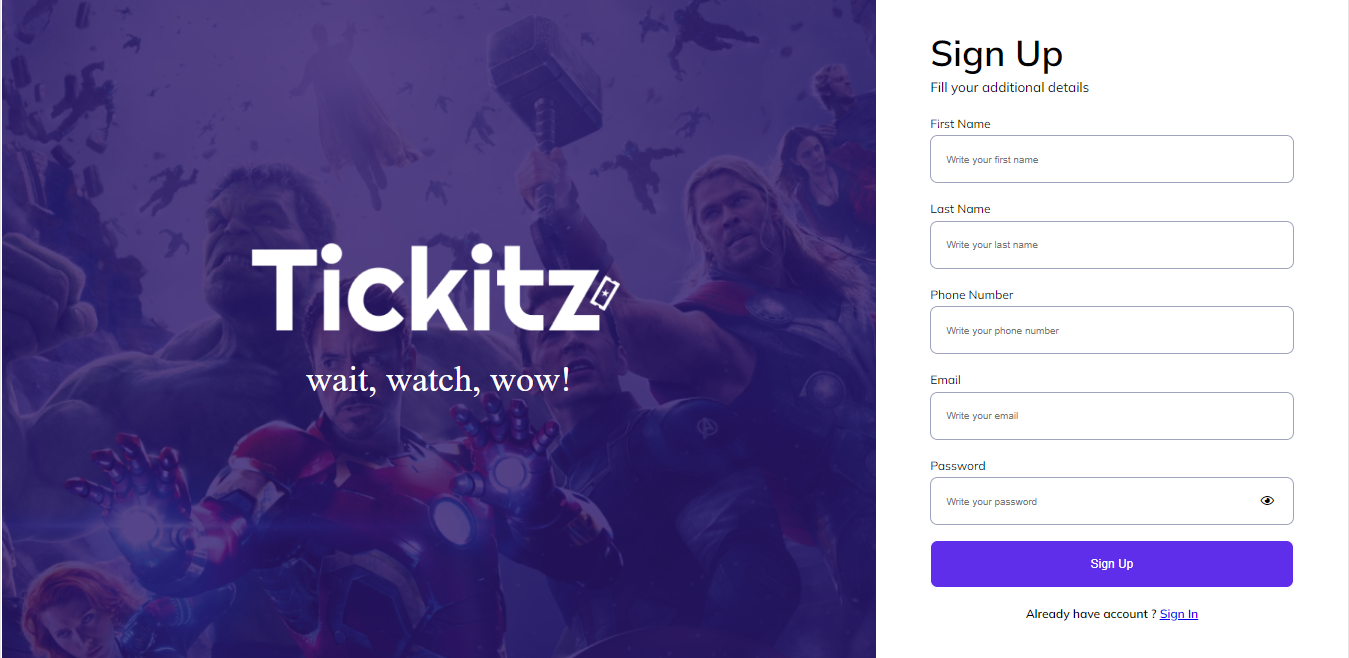 Tickitz
wait, watch, wow!
Sign Up
Fill your additional details
First Name
Write your first name
Last Name
Write your last name
Phone Number
Write your phone number
Email
Write your email
Password
Write your password
Sign Up
Already have account ? Sign In